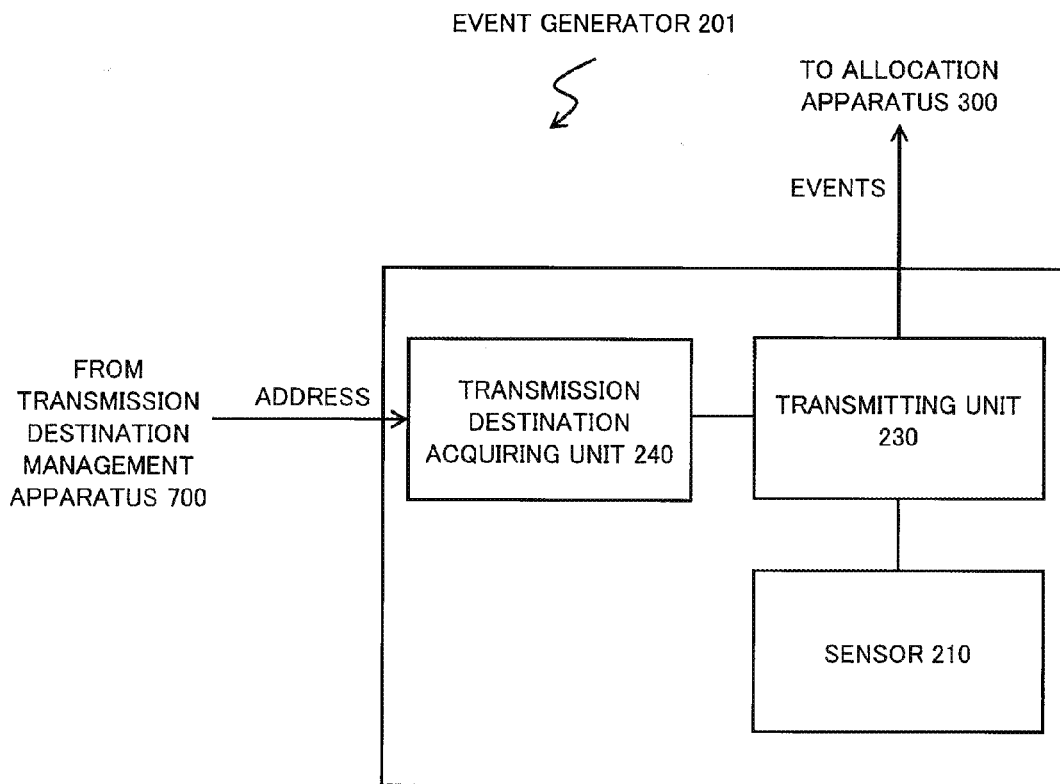 EVENT GENERATOR 201
TO ALLOCATION
APPARATUS 300
EVENTS
FROM
TRANSMISSION
DESTINATION
MANAGEMENT
APPARATUS 700
ADDRESS
TRANSMISSION
DESTINATION
ACQUIRING UNIT 240
TRANSMITTING UNIT
230
SENSOR 210